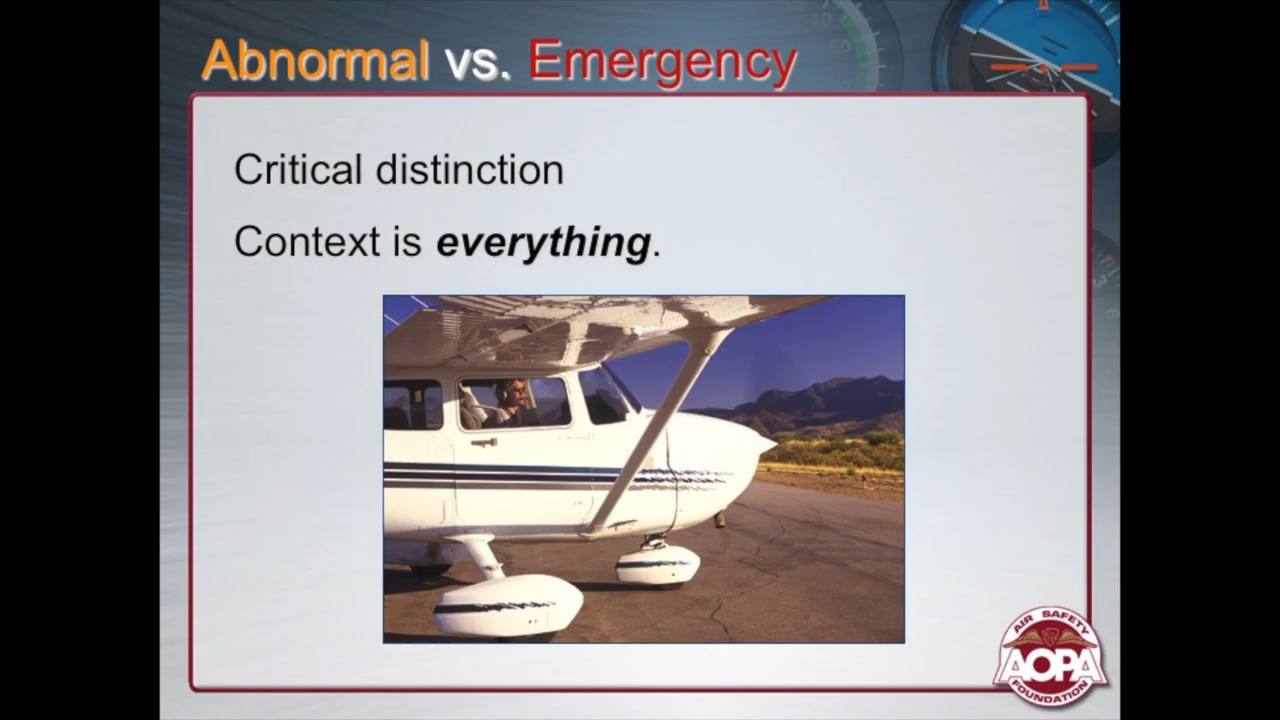 Abnormal vs. Emergency
Critical distinction
Context is everything.
AIR SAFETY
AOPA
FOUNDATION